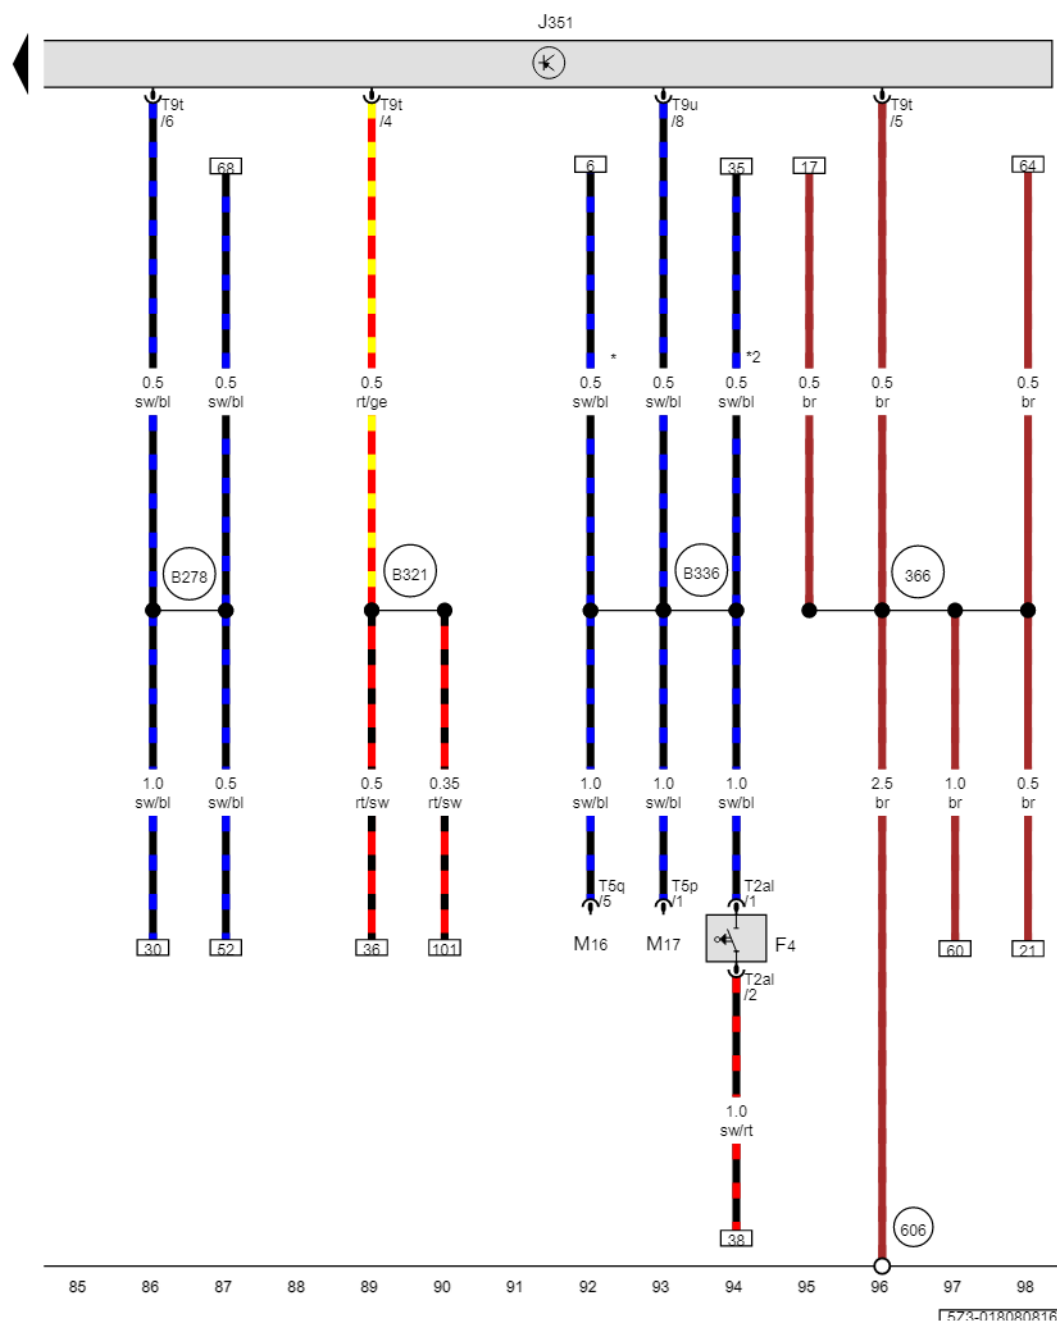 J351
T9t
/6
T9t
/4
T9u
/8
T9t
/5
68
6
35
17
64
*
*2
0.5
sw/bl
0.5
sw/bl
0.5
rt/ge
0.5
sw/bl
0.5
sw/bl
0.5
sw/bl
0.5
br
0.5
br
0.5
br
B278
B321
B336
366
1.0
sw/bl
0.5
sw/bl
0.5
rt/sw
0.35
rt/sw
1.0
sw/bl
1.0
sw/bl
1.0
sw/bl
2.5
br
1.0
br
0.5
br
T5q
/5
T5p
/1
T2al
/1
30
52
36
101
M16
M17
F4
60
21
T2al
/2
1.0
sw/rt
38
606
85 86 87 88 89 90 91 92 93 94 95 96 97 98
573-018080816